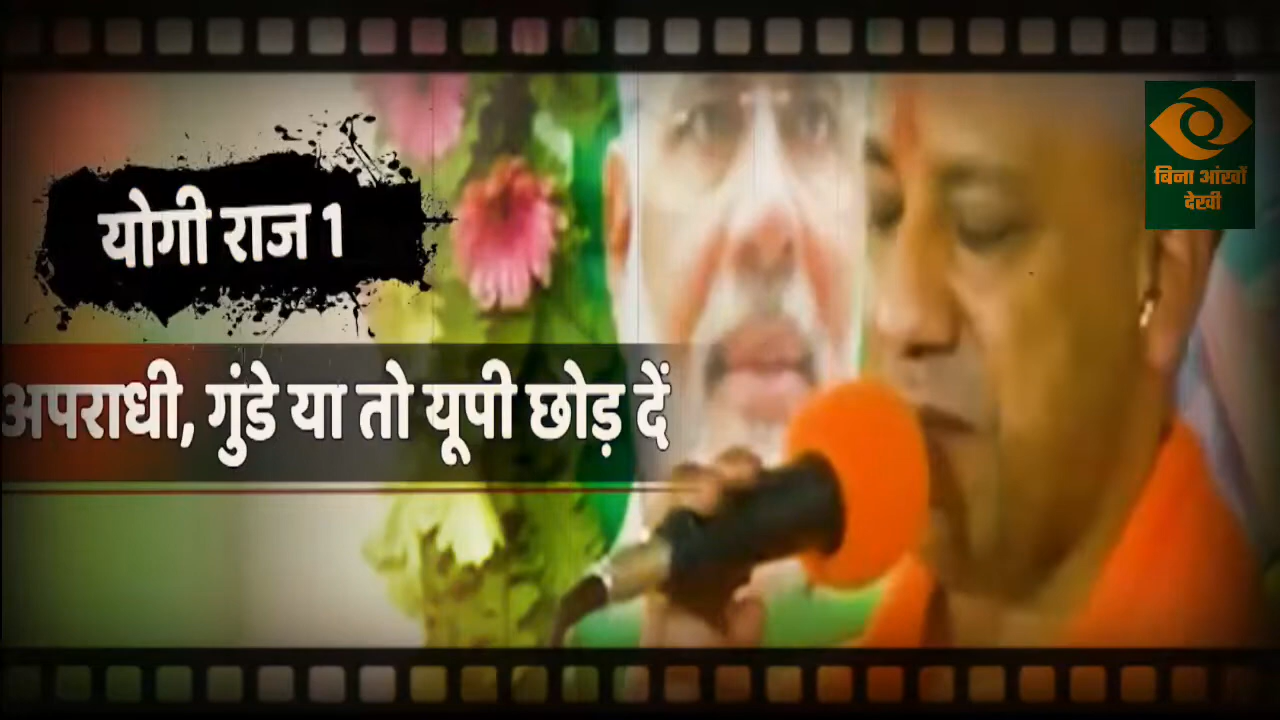 बिना आंखों
देखी
योगी राज 1
अपराधी, गुंडे या तो यूपी छोड़ दें